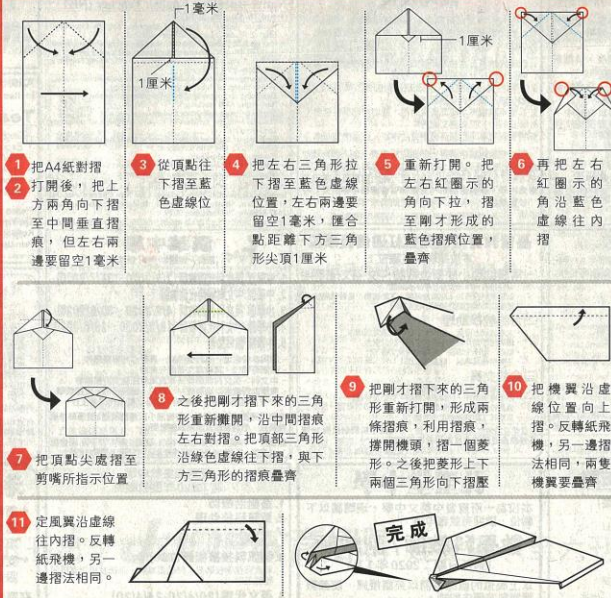 1毫米
1厘米
1 把A4紙對摺
2 打開後，把上
方兩角向下摺
至中間垂直摺
痕，但左右兩
邊要留空1毫米
3 從頂點往
下摺至藍
色虛線位
4 把左右三角形拉
下摺至藍色虛線
位置，左右兩邊要
留空1毫米，匯合
點距離下方三角
形尖頂1厘米
1厘米
5 重新打開。把
左右紅圈示的
角向下拉，摺
至剛才形成的
藍色摺痕位置，
疊齊
6 再把左右
紅圈示的
角沿藍色
虛線往內
摺
7 把頂點尖處摺至
剪嘴所指示位置
8 之後把剛才摺下來的三角
形重新攤開，沿中間摺痕
左右對摺。把頂部三角形
沿綠色虛線往下摺，與下
方三角形的摺痕疊齊
9 把剛才摺下來的三角
形重新打開，形成兩
條摺痕，利用摺痕，
撐開機頭，摺一個菱
形。之後把菱形上下
兩個三角形向下摺壓
10 把機翼沿虛
線位置向上
摺。反轉紙飛
機，另一邊摺
法相同，兩隻
機翼要疊齊
11 定風翼沿虛線
往內摺。反轉
紙飛機，另一
邊摺法相同。
完成